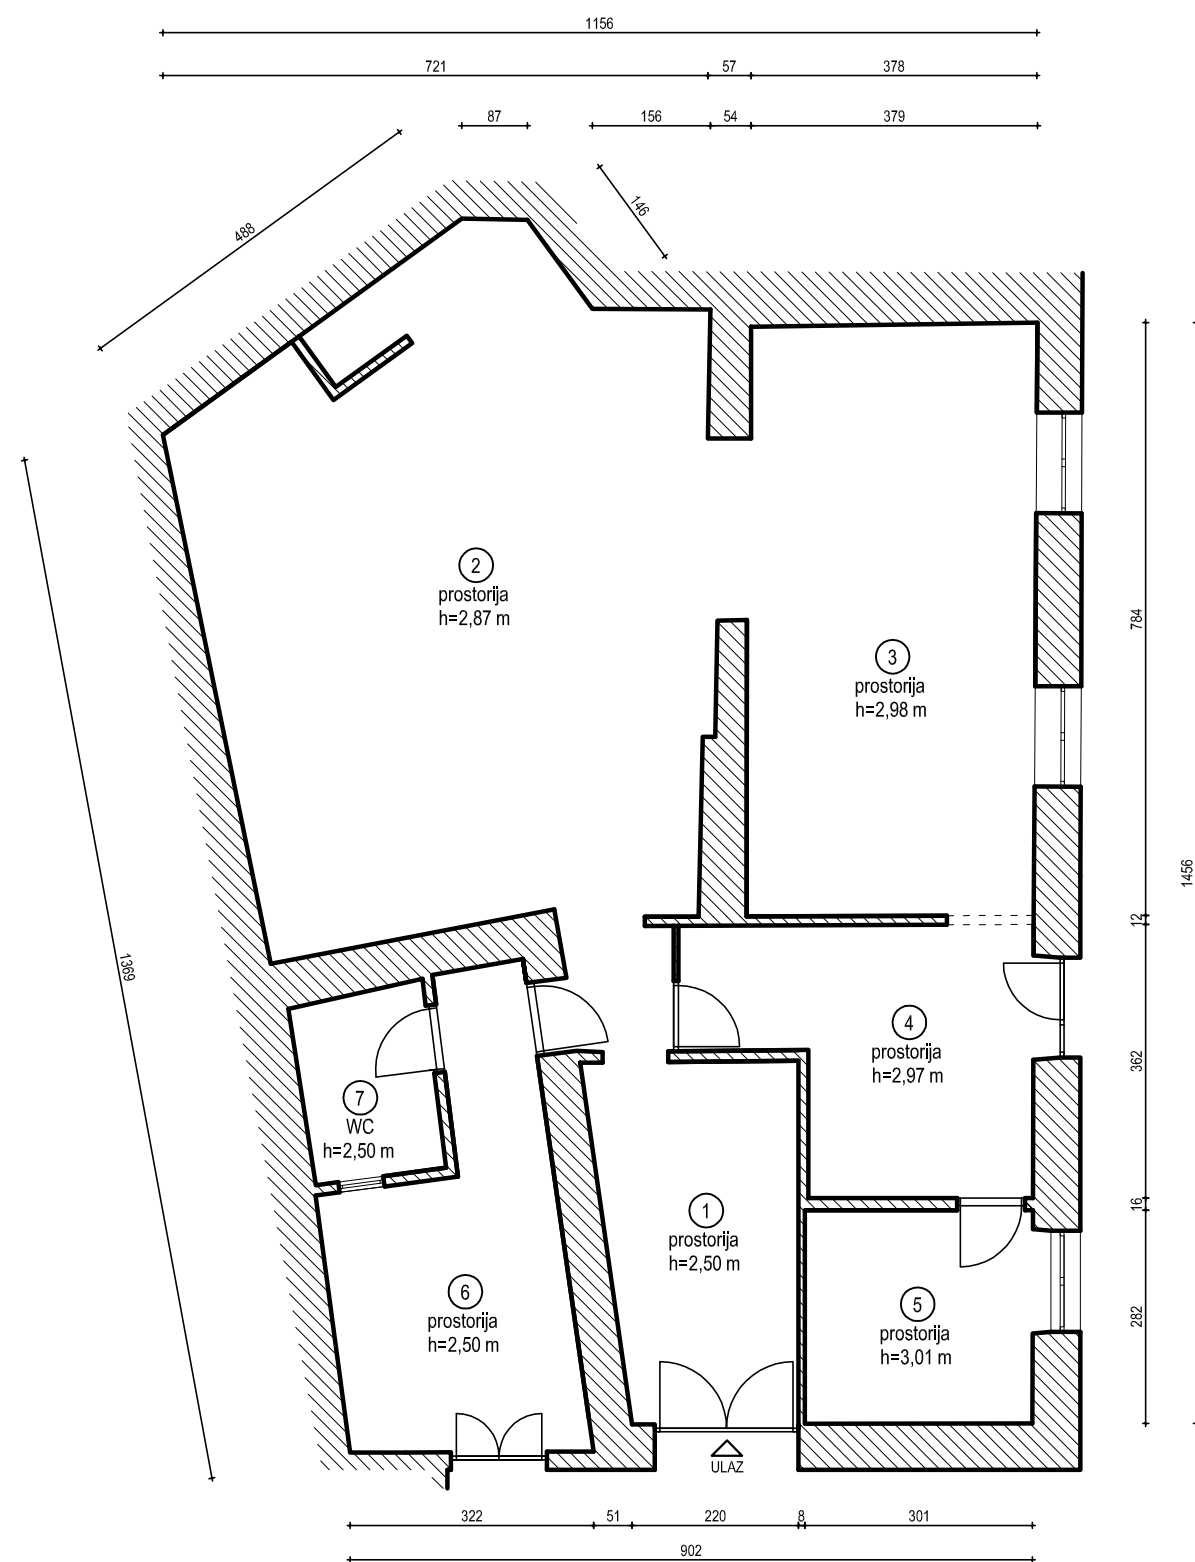 1156
721 57 378
87 156 54 379
488
146
2
prostorija
h=2,87 m
784
3
prostorija
h=2,98 m
1456
12
1369
4
prostorija
h=2,97 m
362
7
WC
h=2,50 m
16
1
prostorija
h=2,50 m
6
prostorija
h=2,50 m
5
prostorija
h=3,01 m
282
ULAZ
322 51 220 8 301
902